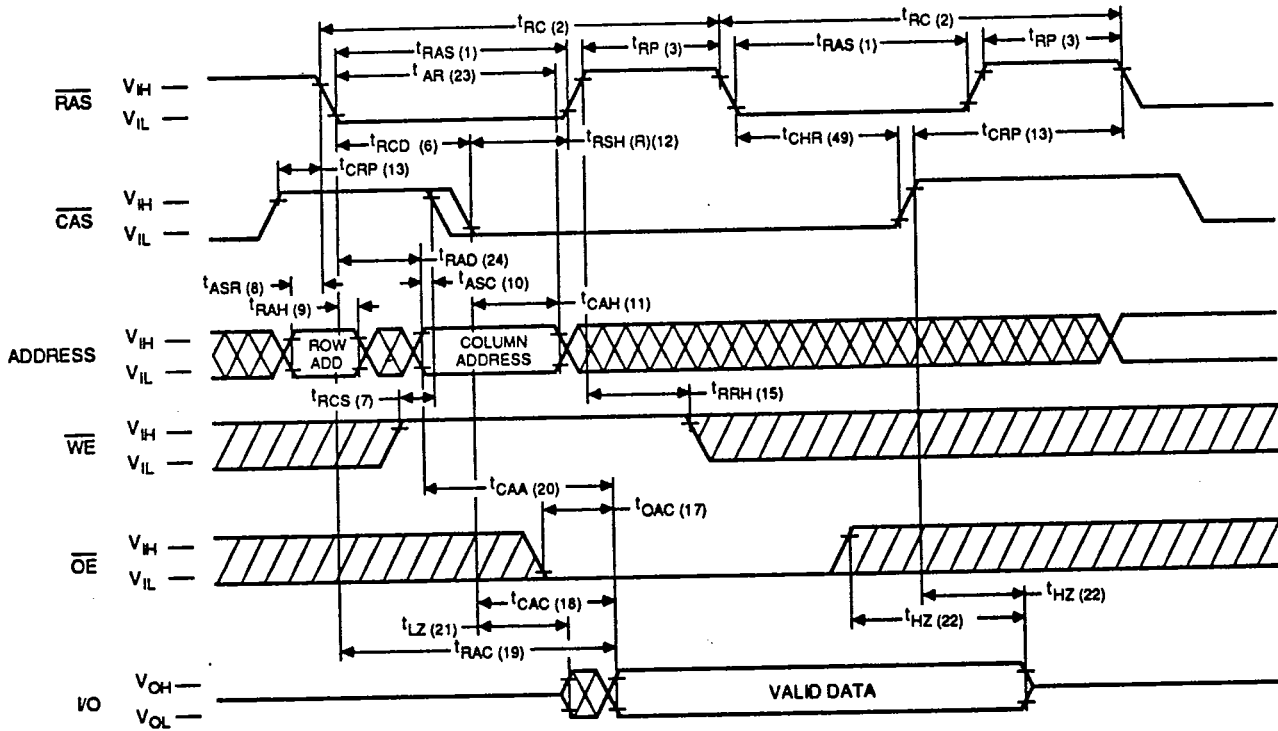 tRC (2) tRC (2)
tRAS (1) tRP (3) tRAS (1) tRP (3)
tAR (23)
RAS VIH
VIL
tRCD (6) tRSH (R)(12) tCHR (49) tCRP (13)
tCRP (13)
CAS VIH
VIL
tRAD (24)
tASR (8) tASC (10)
tRAH (9) tCAH (11)
ADDRESS VIH ROW ADD COLUMN ADDRESS
VIL
tRCS (7) tRRH (15)
WE VIH
VIL
tCAA (20)
tOAC (17)
OE VIH
VIL
tCAC (18) tHZ (22)
tLZ (21) tHZ (22)
tRAC (19)
I/O VOH VALID DATA
VOL